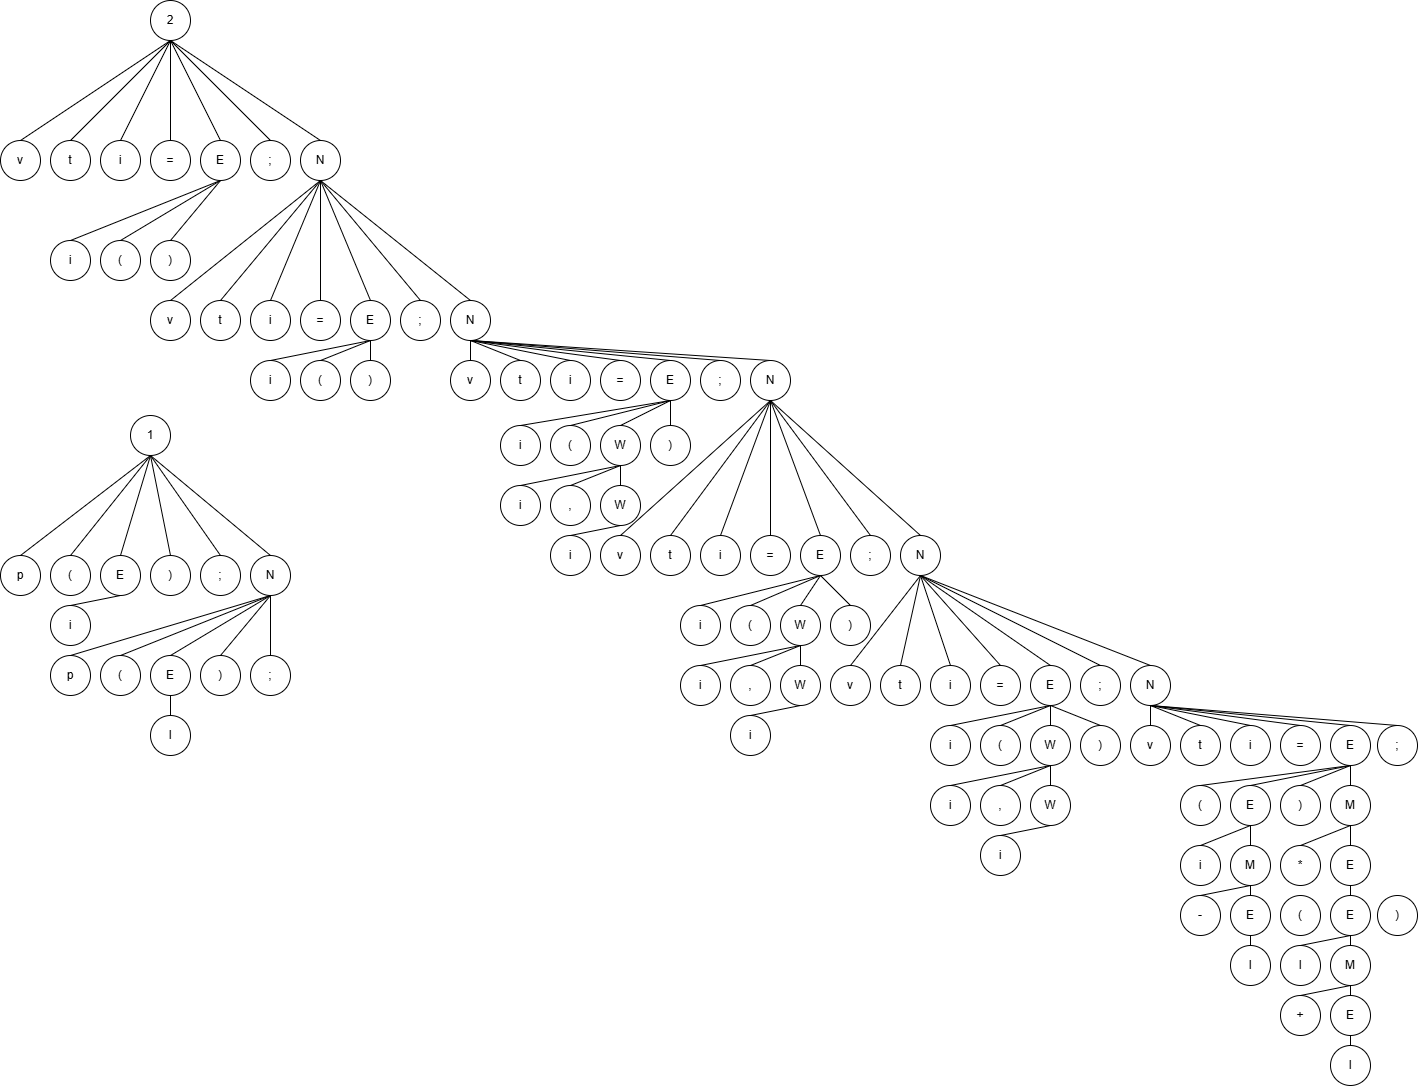 2
v t i = E ; N
i ( )
v t i = E ; N
i ( ) v t i = E ; N
1
i ( W )
i , W
i v t i = E ; N
p ( E ) ; N
i
i ( W )
p ( E ) ;
i , W v t i = E ; N
I
i
i ( W ) v t i = E ;
i , W
( E ) M
i
i M * E
- E ( E )
I I M
+ E
I